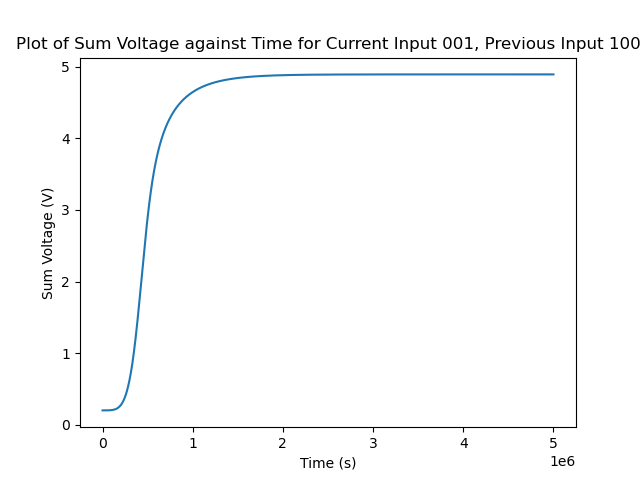 Plot of Sum Voltage against Time for Current Input 001, Previous Input 100
5
4
3
2
1
0
Sum Voltage (V)
0 1 2 3 4 5
1e6
Time (s)